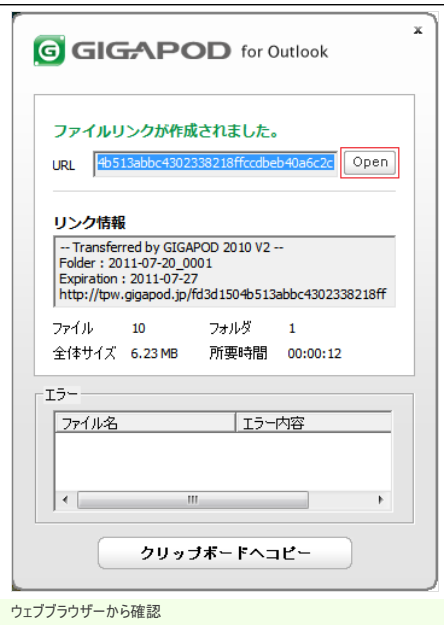 x
G GIGAPOD for Outlook
ファイルリンクが作成されました。
URL 4b513abbc4302338218ffccdbeb40a6c2c Open
リンク情報
-- Transferred by GIGAPOD 2010 V2 --
Folder : 2011-07-20_0001
Expiration : 2011-07-27
http://tpw.gigapod.jp/fd3d1504b513abbc4302338218ff
ファイル 10 フォルダ 1
全体サイズ 6.23 MB 所要時間 00:00:12
エラー
ファイル名 エラー内容
クリップボードへコピー
ウェブブラウザーから確認